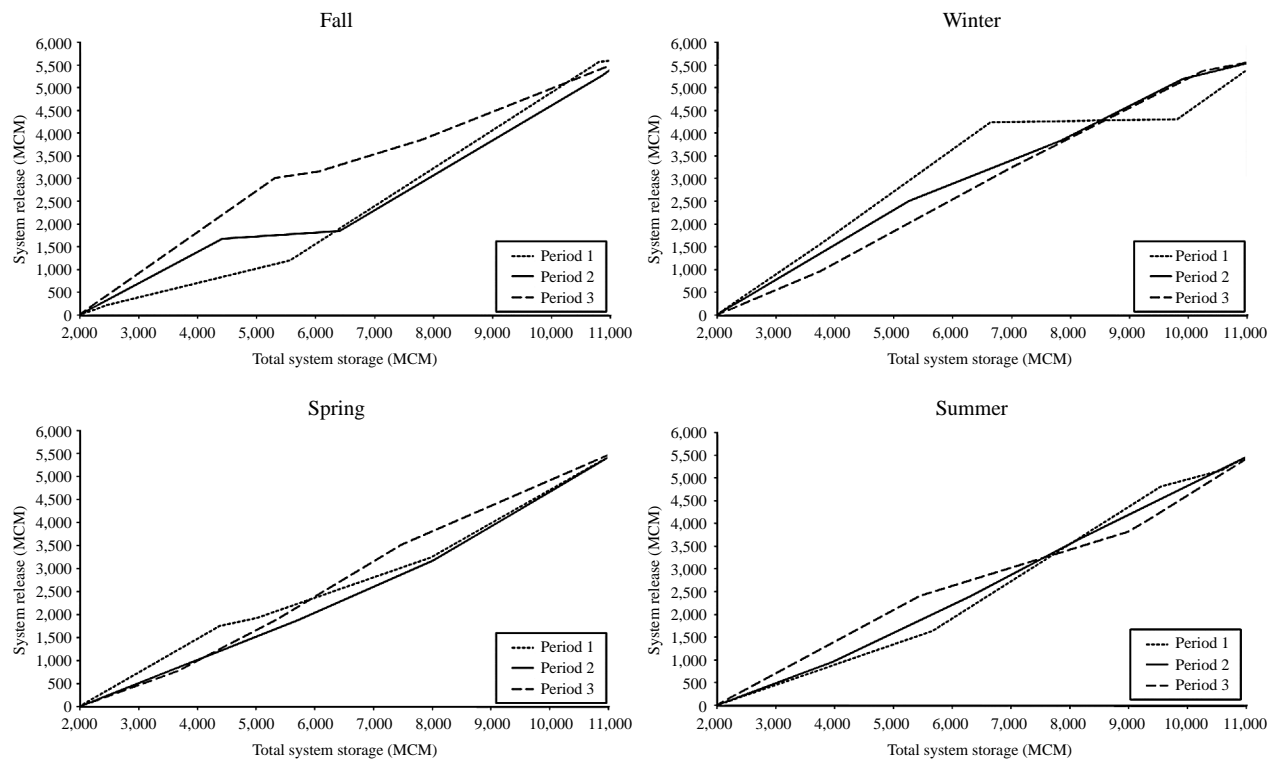 Fall
6,000
5,500
5,000
4,500
4,000
3,500
3,000
2,500
2,000
1,500
1,000
500
0
System release (MCM)
Period 1
Period 2
Period 3
2,000 3,000 4,000 5,000 6,000 7,000 8,000 9,000 10,000 11,000
Total system storage (MCM)
Winter
6,000
5,500
5,000
4,500
4,000
3,500
3,000
2,500
2,000
1,500
1,000
500
0
System release (MCM)
Period 1
Period 2
Period 3
2,000 3,000 4,000 5,000 6,000 7,000 8,000 9,000 10,000 11,000
Total system storage (MCM)
Spring
6,000
5,500
5,000
4,500
4,000
3,500
3,000
2,500
2,000
1,500
1,000
500
0
System release (MCM)
Period 1
Period 2
Period 3
2,000 3,000 4,000 5,000 6,000 7,000 8,000 9,000 10,000 11,000
Total system storage (MCM)
Summer
6,000
5,500
5,000
4,500
4,000
3,500
3,000
2,500
2,000
1,500
1,000
500
0
System release (MCM)
Period 1
Period 2
Period 3
2,000 3,000 4,000 5,000 6,000 7,000 8,000 9,000 10,000 11,000
Total system storage (MCM)